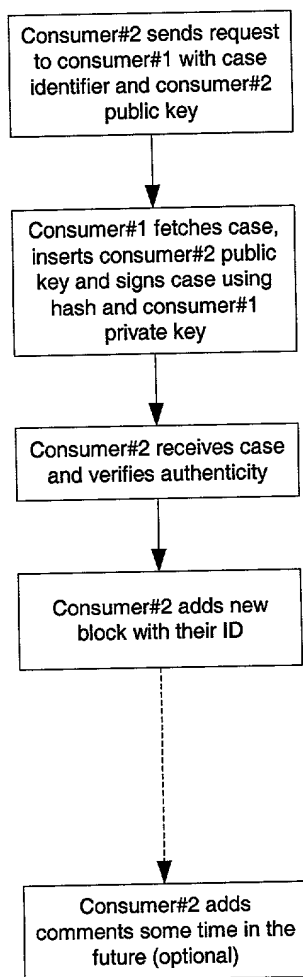 Consumer#2 sends request
to consumer#1 with case
identifier and consumer#2
public key
Consumer#1 fetches case,
inserts consumer#2 public
key and signs case using
hash and consumer#1
private key
Consumer#2 receives case
and verifies authenticity
Consumer#2 adds new
block with their ID
Consumer#2 adds
comments some time in the
future (optional)